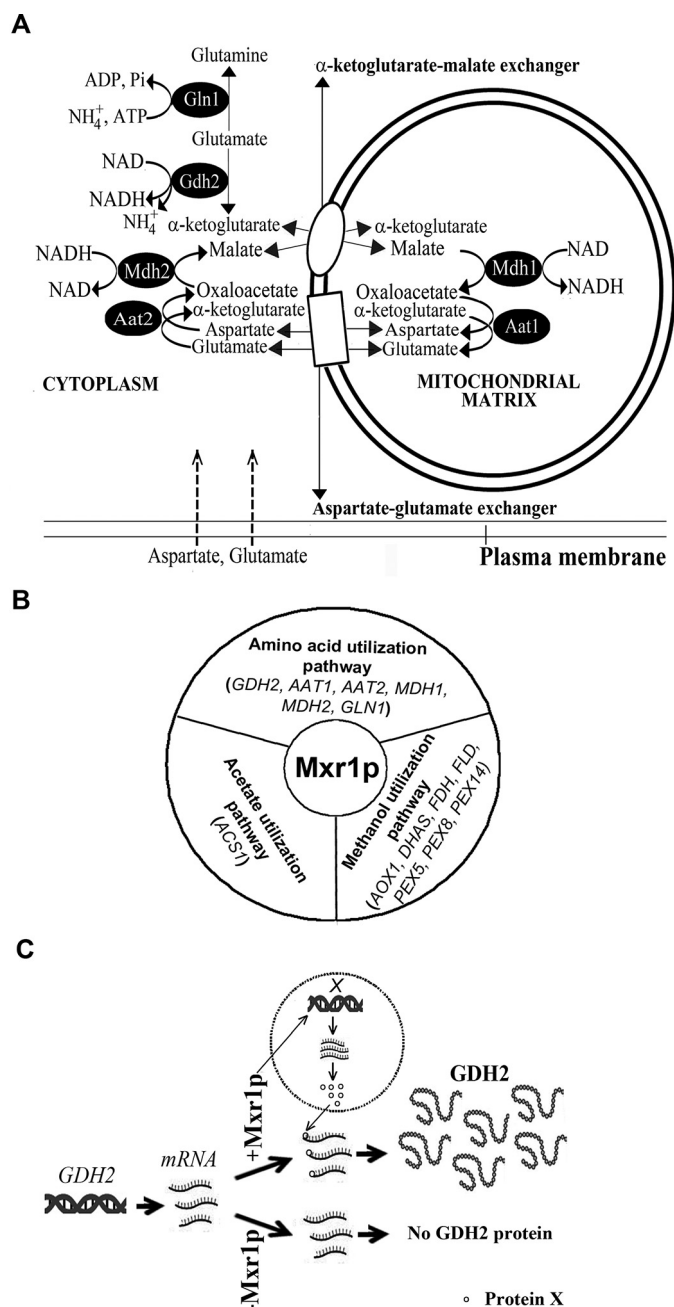 A
Glutamine
α-ketoglutarate-malate exchanger
ADP, Pi
Gln1
NH4+, ATP
Glutamate
NAD
Gdh2
NADH
NH4+
α-ketoglutarate
α-ketoglutarate
NADH
Malate
Malate
NAD
Mdh2
Mdh1
NAD
Oxaloacetate
Oxaloacetate
NADH
α-ketoglutarate
α-ketoglutarate
Aat2
Aspartate
Aspartate
Aat1
Glutamate
Glutamate
CYTOPLASM
MITOCHONDRIAL
MATRIX
Aspartate-glutamate exchanger
Aspartate, Glutamate
Plasma membrane
B
Amino acid utilization
pathway
(GDH2, AAT1, AAT2, MDH1,
MDH2, GLN1)
Mxr1p
Acetate utilization
pathway
(ACS1)
Methanol utilization
pathway
(AOX1, DHAS, FDH, FLD,
PEX5, PEX8, PEX14)
C
X
GDH2
+Mxr1p
GDH2
mRNA
-Mxr1p
No GDH2 protein
Protein X